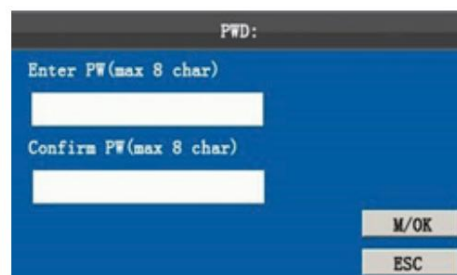 PWD:
Enter PW(max 8 char)
Confirm PW(max 8 char)
M/OK
ESC